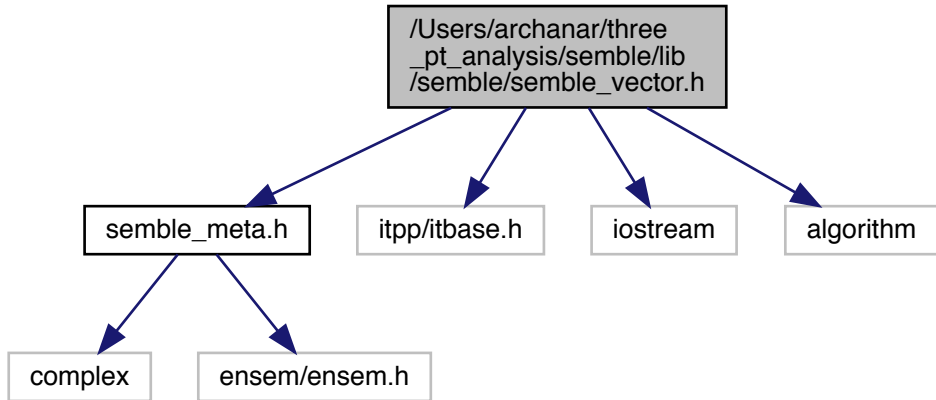 /Users/archanar/three
_pt_analysis/semble/lib
/semble/semble_vector.h
semble_meta.h
itpp/itbase.h
iostream
algorithm
complex
ensem/ensem.h